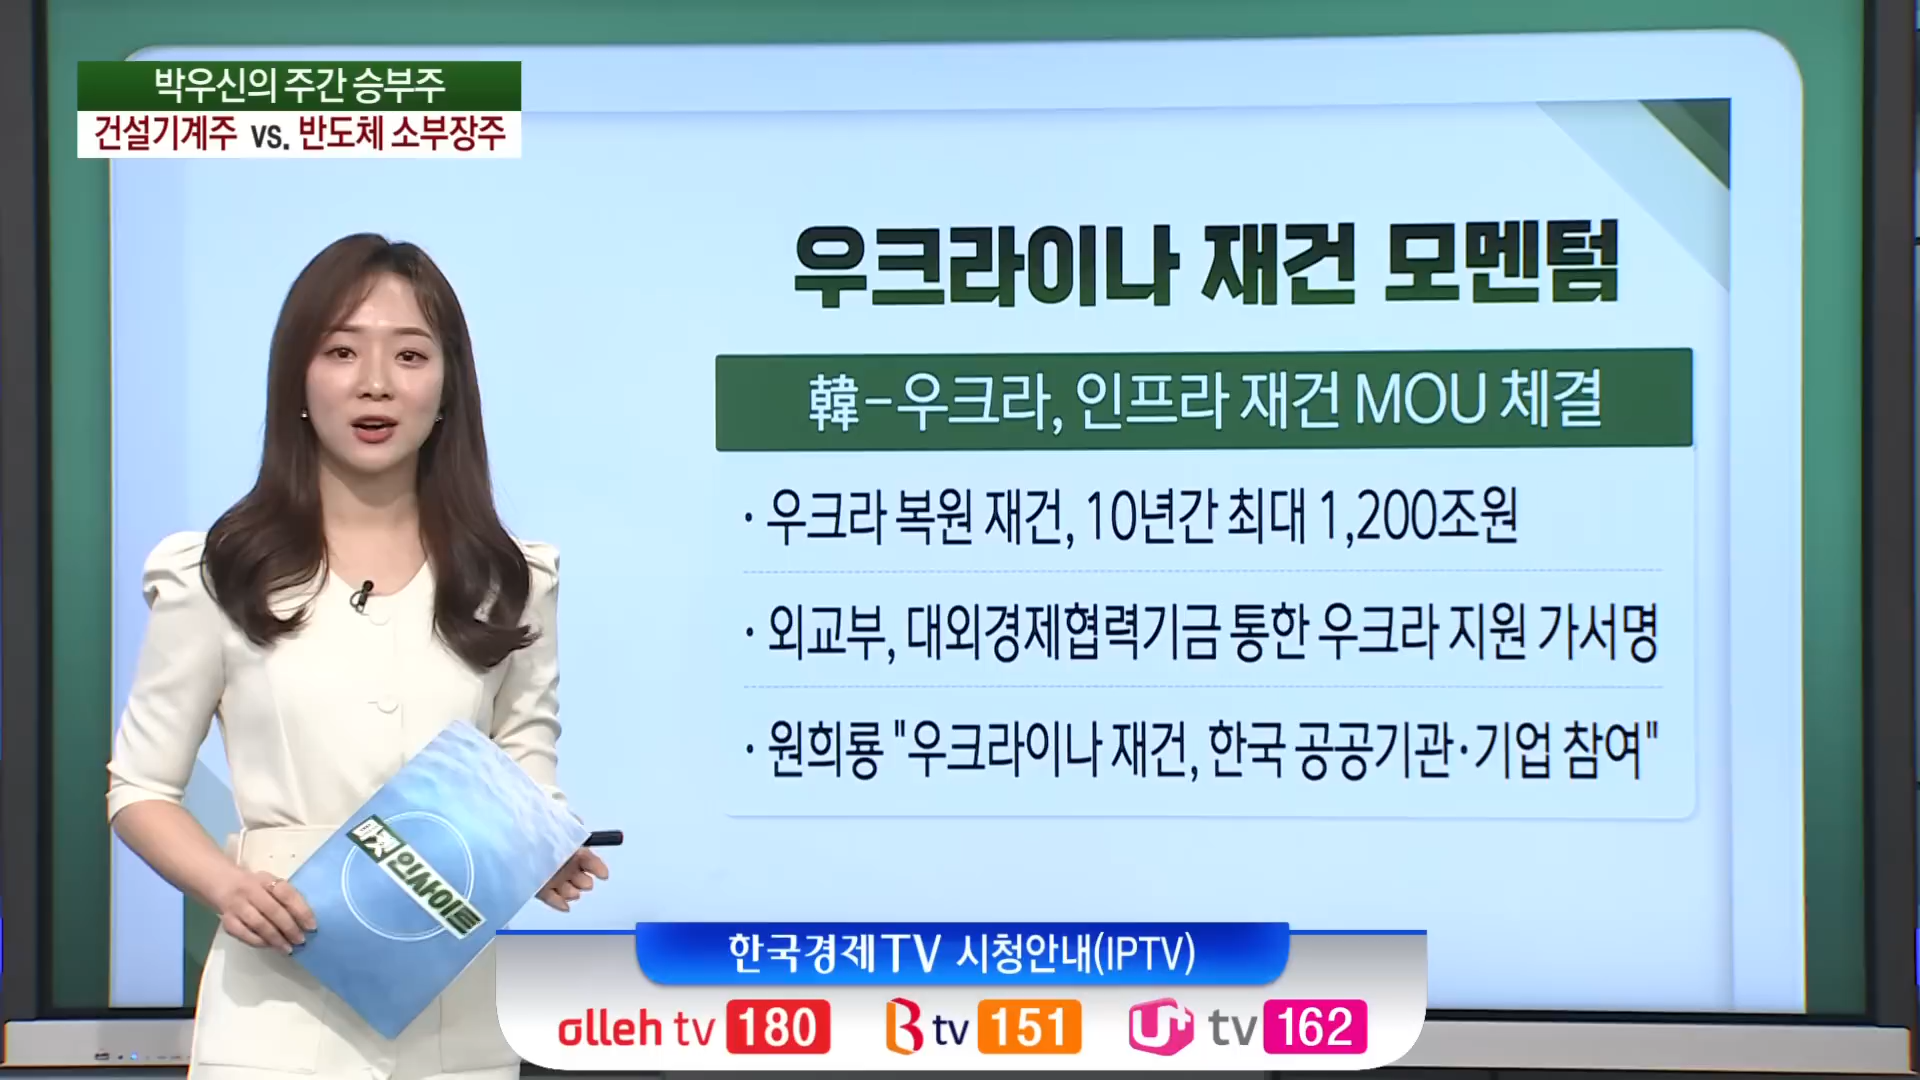 박우신의 주간 승부주
건설기계주 vs. 반도체 소부장주
우크라이나 재건 모멘텀
韓-우크라, 인프라 재건 MOU 체결
· 우크라 복원 재건, 10년간 최대 1,200조원
· 외교부, 대외경제협력기금 통한 우크라 지원 가서명
· 원희룡 "우크라이나 재건, 한국 공공기관·기업 참여"
인사이트
한국경제TV 시청안내(IPTV)
olleh tv 180
B tv 151
U+ tv 162